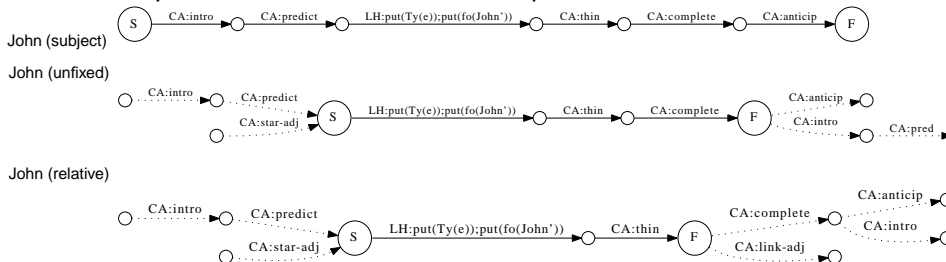 CA:intro CA:predict LH:put(Ty(e));put(fo(John')) CA:thin CA:complete CA:anticip
S F
John (subject)
John (unfixed)
CA:intro CA:predict LH:put(Ty(e));put(fo(John')) CA:thin CA:complete CA:anticip
S F
CA:star-adj CA:intro CA:pred
John (relative)
CA:anticip
CA:intro CA:predict LH:put(Ty(e));put(fo(John')) CA:thin CA:complete CA:intro
S F
CA:star-adj CA:link-adj